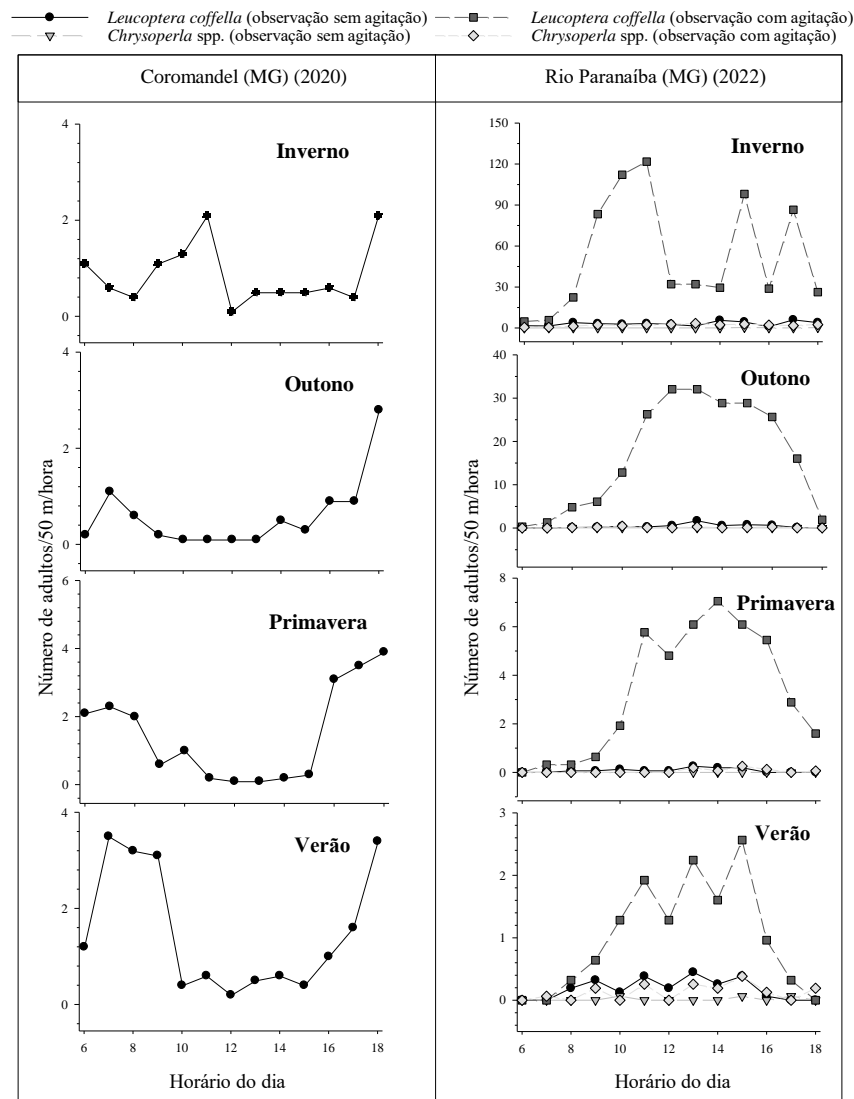 Leucoptera coffella (observação sem agitação) Leucoptera coffella (observação com agitação)
Chrysoperla spp. (observação sem agitação) Chrysoperla spp. (observação com agitação)
Coromandel (MG) (2020) Rio Paranaíba (MG) (2022)
Número de adultos/50 m/hora
Inverno
4
2
0
Outono
4
2
0
Primavera
6
4
2
0
Verão
4
2
0
6 8 10 12 14 16 18
Horário do dia
Número de adultos/50 m/hora
Inverno
150
120
90
60
30
0
Outono
40
30
20
10
0
Primavera
8
6
4
2
0
Verão
3
2
1
0
6 8 10 12 14 16 18
Horário do dia